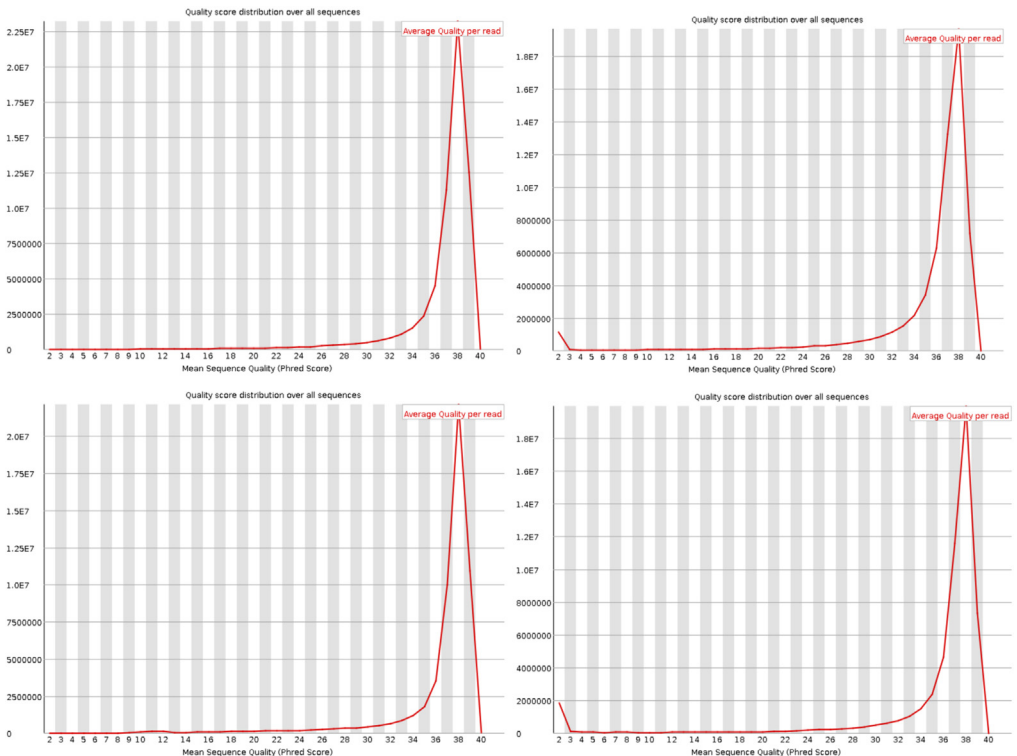 Quality score distribution over all sequences
Average Quality per read
2.25E7
2.0E7
1.75E7
1.5E7
1.25E7
1.0E7
7500000
5000000
2500000
0
2 3 4 5 6 7 8 9 10 12 14 16 18 20 22 24 26 28 30 32 34 36 38 40
Mean Sequence Quality (Phred Score)
Quality score distribution over all sequences
Average Quality per read
1.8E7
1.6E7
1.4E7
1.2E7
1.0E7
8000000
6000000
4000000
2000000
0
2 3 4 5 6 7 8 9 10 12 14 16 18 20 22 24 26 28 30 32 34 36 38 40
Mean Sequence Quality (Phred Score)
Quality score distribution over all sequences
Average Quality per read
2.0E7
1.75E7
1.5E7
1.25E7
1.0E7
7500000
5000000
2500000
0
2 3 4 5 6 7 8 9 10 12 14 16 18 20 22 24 26 28 30 32 34 36 38 40
Mean Sequence Quality (Phred Score)
Quality score distribution over all sequences
Average Quality per read
1.8E7
1.6E7
1.4E7
1.2E7
1.0E7
8000000
6000000
4000000
2000000
0
2 3 4 5 6 7 8 9 10 12 14 16 18 20 22 24 26 28 30 32 34 36 38 40
Mean Sequence Quality (Phred Score)